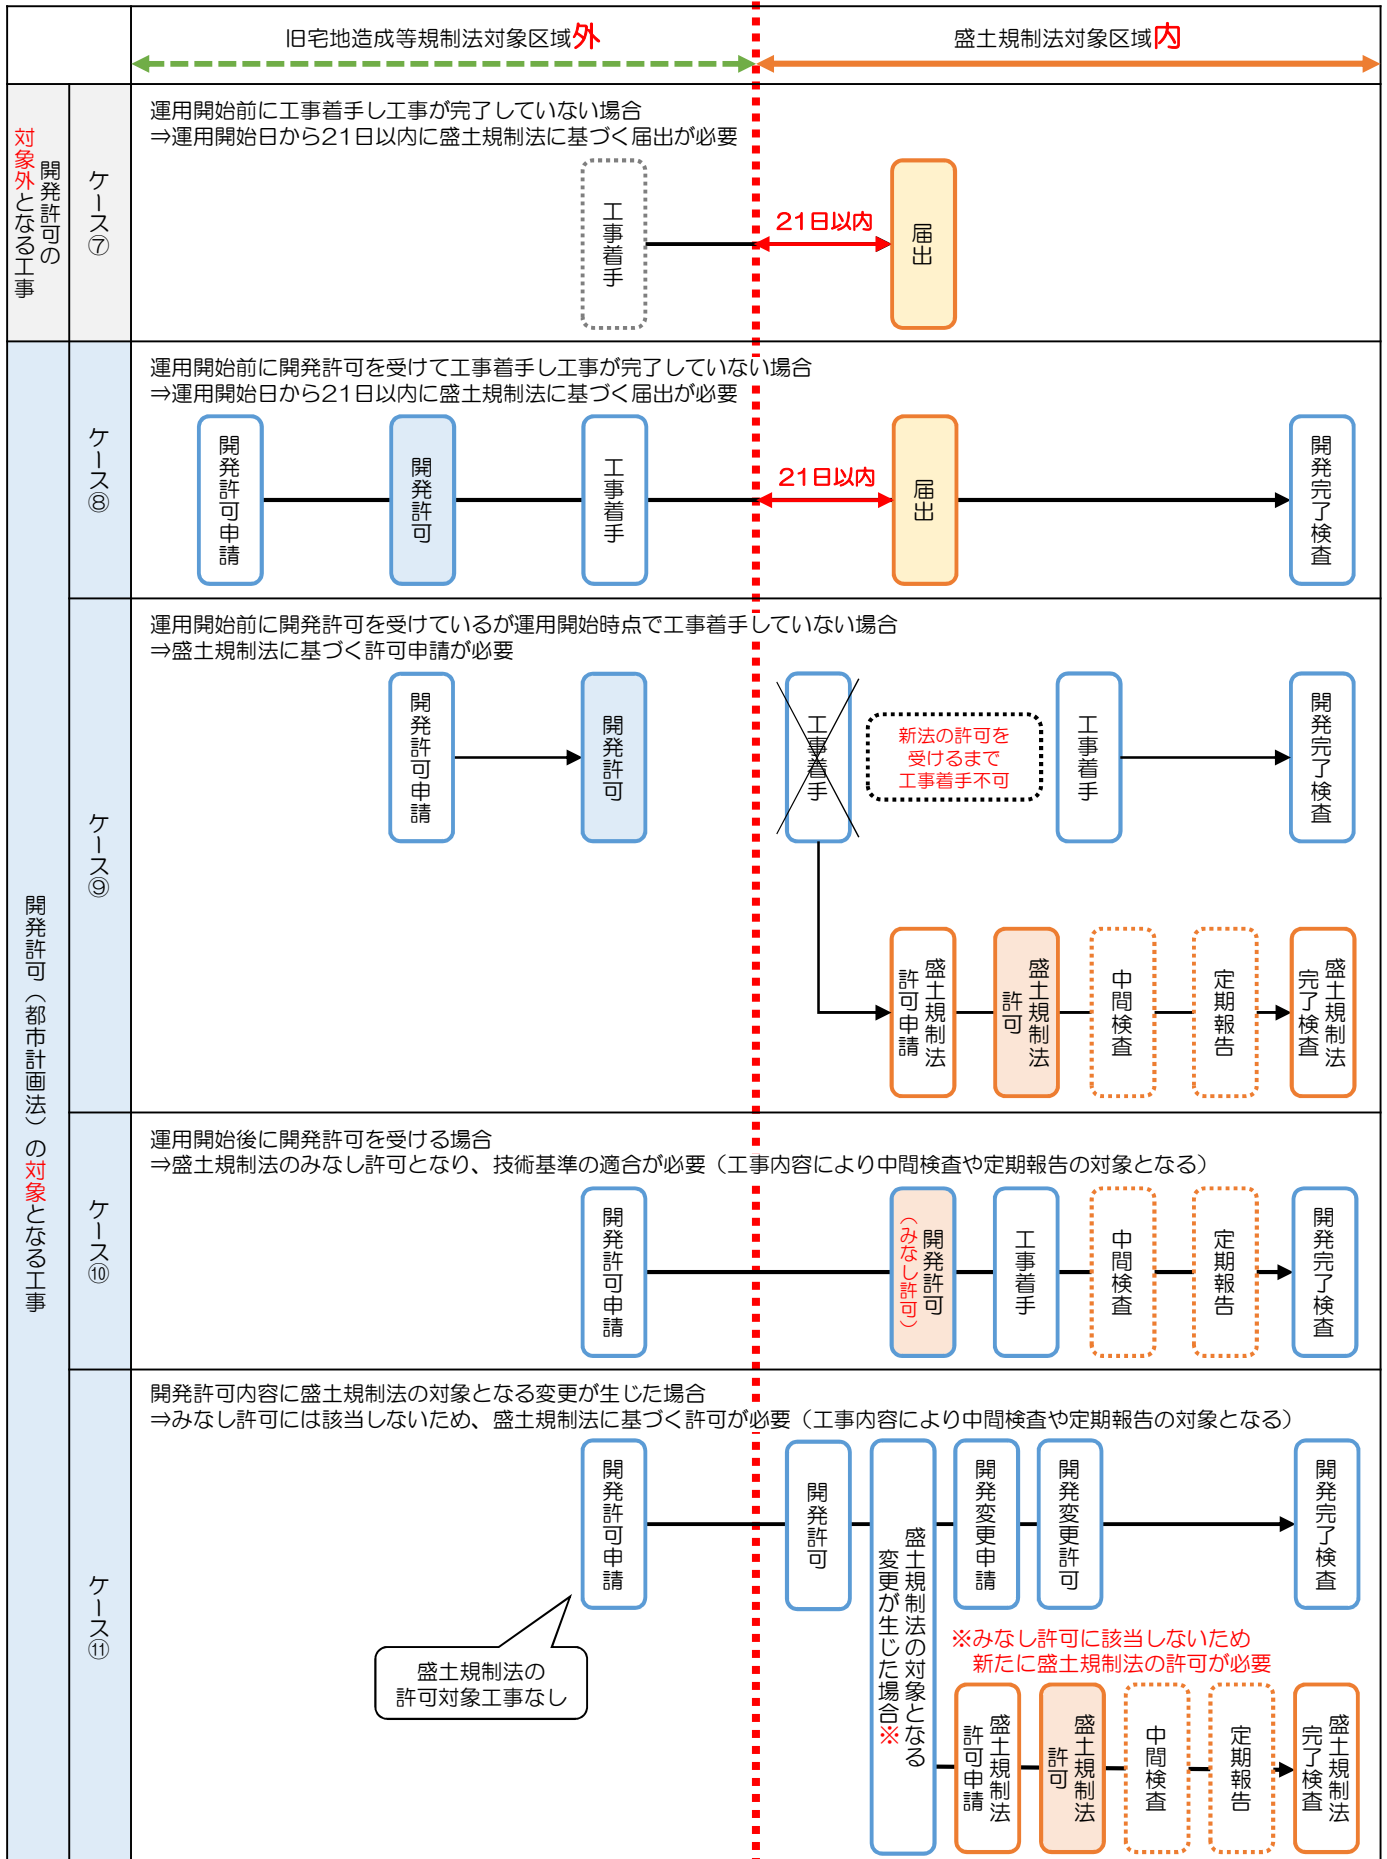 旧宅地造成等規制法対象区域外
盛土規制法対象区域内
開発許可の
対象外となる工事
ケース⑦
運用開始前に工事着手し工事が完了していない場合
⇒運用開始日から21日以内に盛土規制法に基づく届出が必要
工事着手
21日以内
届出
開発許可（都市計画法）の対象となる工事
ケース⑧
運用開始前に開発許可を受けて工事着手し工事が完了していない場合
⇒運用開始日から21日以内に盛土規制法に基づく届出が必要
開発許可申請
開発許可
工事着手
21日以内
届出
開発完了検査
ケース⑨
運用開始前に開発許可を受けているが運用開始時点で工事着手していない場合
⇒盛土規制法に基づく許可申請が必要
開発許可申請
開発許可
工事着手
新法の許可を
受けるまで
工事着手不可
工事着手
開発完了検査
盛土規制法
許可申請
盛土規制法
許可
中間検査
定期報告
盛土規制法
完了検査
ケース⑩
運用開始後に開発許可を受ける場合
⇒盛土規制法のみなし許可となり、技術基準の適合が必要（工事内容により中間検査や定期報告の対象となる）
開発許可申請
開発許可
（みなし許可）
工事着手
中間検査
定期報告
開発完了検査
ケース⑪
開発許可内容に盛土規制法の対象となる変更が生じた場合
⇒みなし許可には該当しないため、盛土規制法に基づく許可が必要（工事内容により中間検査や定期報告の対象となる）
開発許可申請
盛土規制法の
許可対象工事なし
開発許可
盛土規制法の対象となる
変更が生じた場合※
開発変更申請
開発変更許可
開発完了検査
※みなし許可に該当しないため
新たに盛土規制法の許可が必要
盛土規制法
許可申請
盛土規制法
許可
中間検査
定期報告
盛土規制法
完了検査